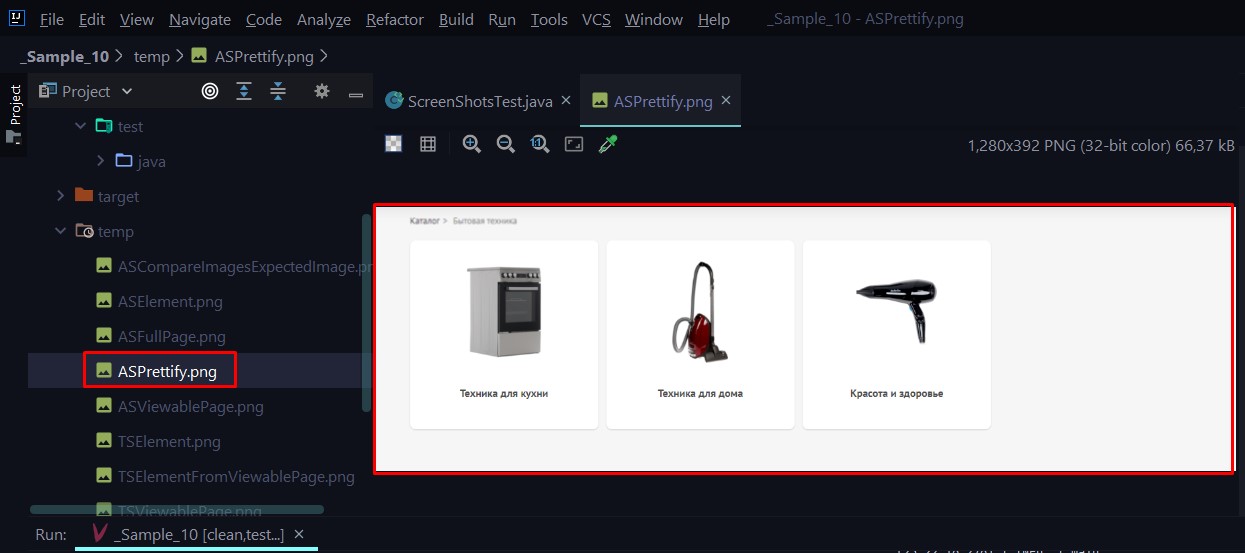 File Edit View Navigate Code Analyze Refactor Build Run Tools VCS Window Help _Sample_10 - ASPrettify.png
_Sample_10 > temp > ASPrettify.png >
Project
Project
ScreenShotsTest.java ×
ASPrettify.png ×
1:1
1,280x392 PNG (32-bit color) 66,37 kB
test
java
target
temp
ASCompareImagesExpectedImage.pn
ASElement.png
ASFullPage.png
ASPrettify.png
ASViewablePage.png
TSElement.png
TSElementFromViewablePage.png
TSViewablePage.png
Каталог > Бытовая техника
Техника для кухни
Техника для дома
Красота и здоровье
Run: _Sample_10 [clean,test...] ×